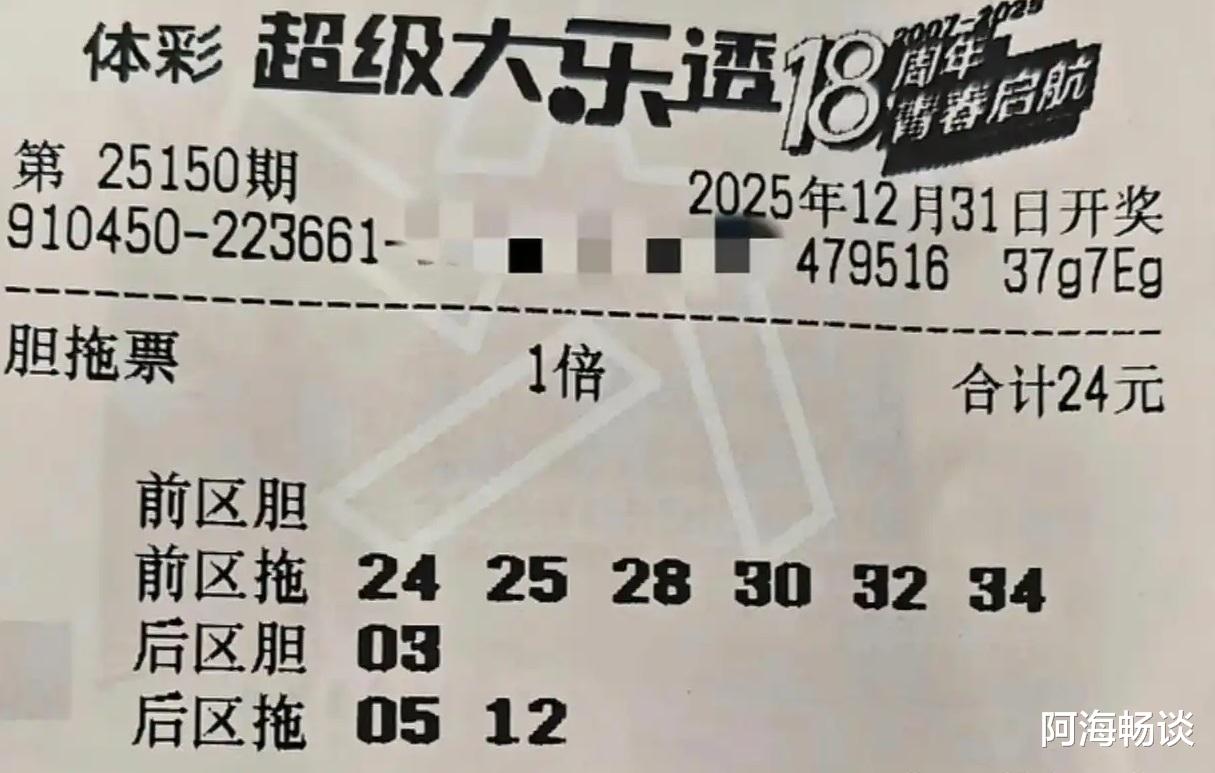 体彩 超级大乐透 18 2007-2025 周年 青春启航
第 25150期 2025年12月31日开奖
910450-223661- 479516 37g7Eg
胆拖票 1倍 合计24元
前区胆
前区拖 24 25 28 30 32 34
后区胆 03
后区拖 05 12
阿海畅谈